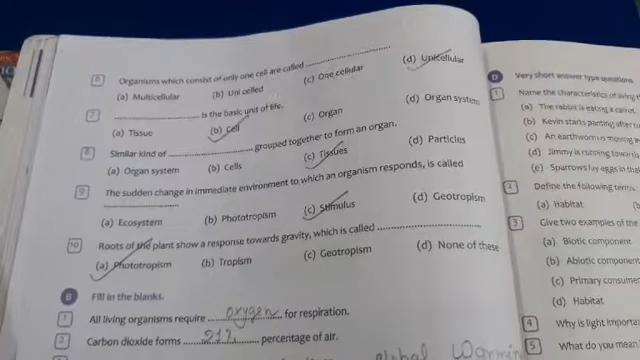 6 Organisms which consist of only one cell are called ....................
(a) Multicellular (b) Uni celled (c) One cellular (d) Unicellular
7 .................... is the basic unit of life.
(a) Tissue (b) Cell (c) Organ (d) Organ system
8 Similar kind of .................... grouped together to form an organ.
(a) Organ system (b) Cells (c) Tissues (d) Particles
9 The sudden change in immediate environment to which an organism responds, is called
....................
(a) Ecosystem (b) Phototropism (c) Stimulus (d) Geotropism
10 Roots of the plant show a response towards gravity, which is called ....................
(a) Phototropism (b) Tropism (c) Geotropism (d) None of these
B Fill in the blanks.
1 All living organisms require oxygen for respiration.
2 Carbon dioxide forms .................... percentage of air.
global Warmin
D Very short answer type questions
1 Name the characteristics of living
(a) The rabbit is eating a carrot.
(b) Kevin starts panting after
(c) An earthworm is moving
(d) Jimmy is running towards
(e) Sparrows lay eggs in
2 Define the following terms
(a) Habitat (b
3 Give two examples of the
(a) Biotic component
(b) Abiotic component
(c) Primary consumer
(d) Habitat
4 Why is light importa
5 What do you mean